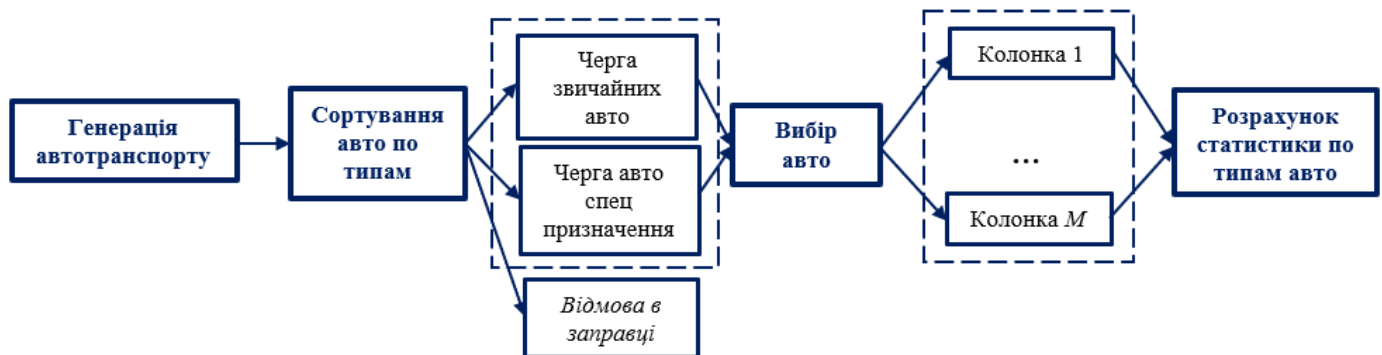 Генерація
автотранспорту
Сортування
авто по
типам
Черга
звичайних
авто
Черга авто
спец
призначення
Відмова в
заправці
Вибір
авто
Колонка 1
...
Колонка M
Розрахунок
статистики по
типам авто